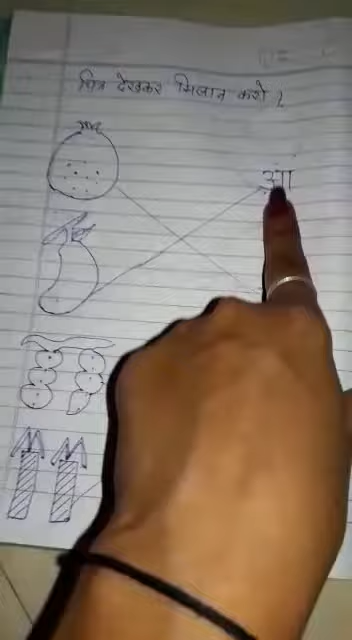 चित्र देखकर मिलान करो ।
आ